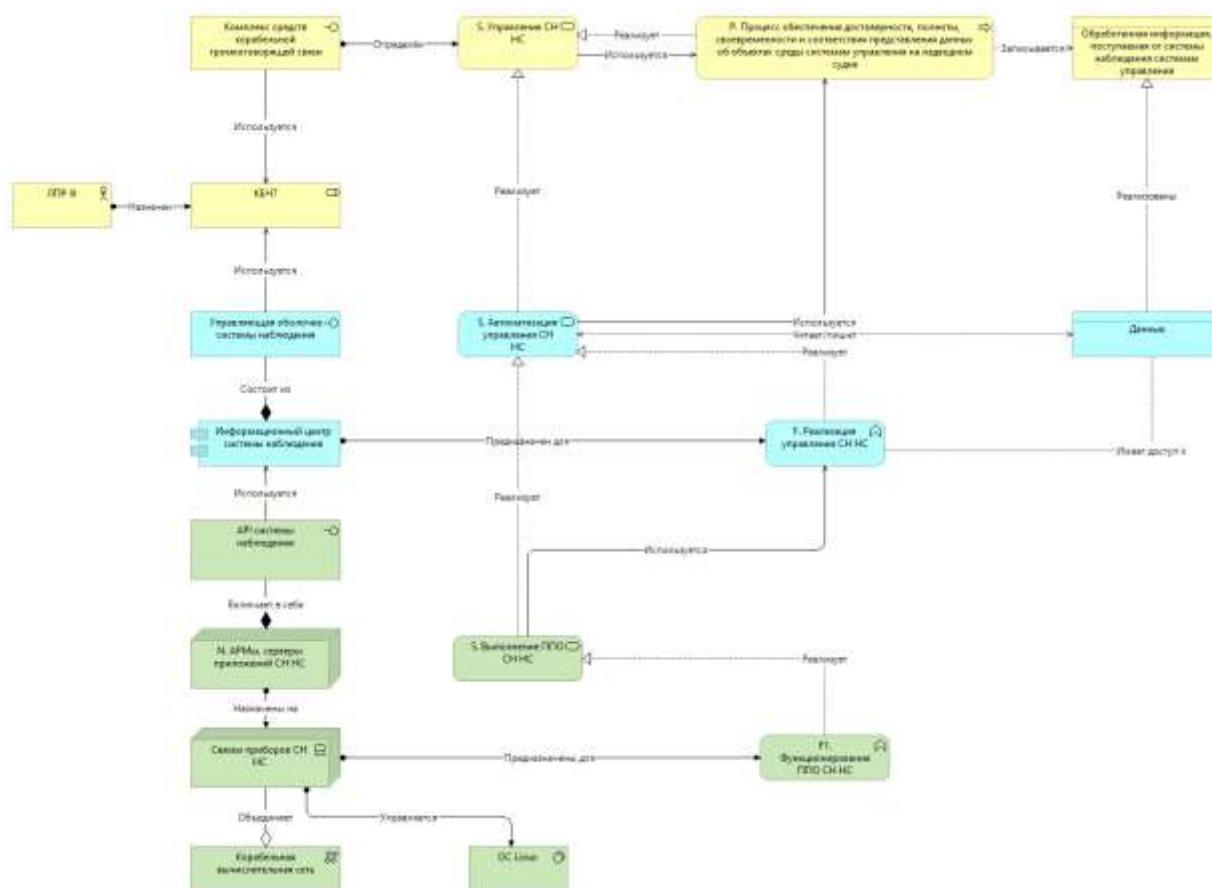 Комплекс средств
корабельной
громкоговорящей связи
Определён
S. Управление СН
НС
Реализует
Используется
P. Процесс обеспечения достоверности, полноты,
своевременности и соответствия представления данных
об объектах среды системам управления на надводном
судне
Записывается
Обработанная информация,
поступившая от системы
наблюдения системам
управления
Используется
ЛПР
Назначен
Реализует
Реализованы
Используется
Управляющая оболочка
системы наблюдения
S. Автоматизация
управления СН
НС
Используется
Читает/пишет
Реализует
Данные
Состоит из
Информационный центр
системы наблюдения
Предназначен для
F. Реализация
управления СН НС
Имеет доступ к
Используется
Реализует
API системы
наблюдения
Используется
Включает в себя
N. АРМы, серверы
приложений СН НС
S. Выполнение ППО
СН НС
Реализует
Назначены на
Связки приборов СН
НС
Предназначены для
F1.
Функционирование
ППО СН НС
Объединяет
Управляется
Корабельная
вычислительная сеть
ОС Linux